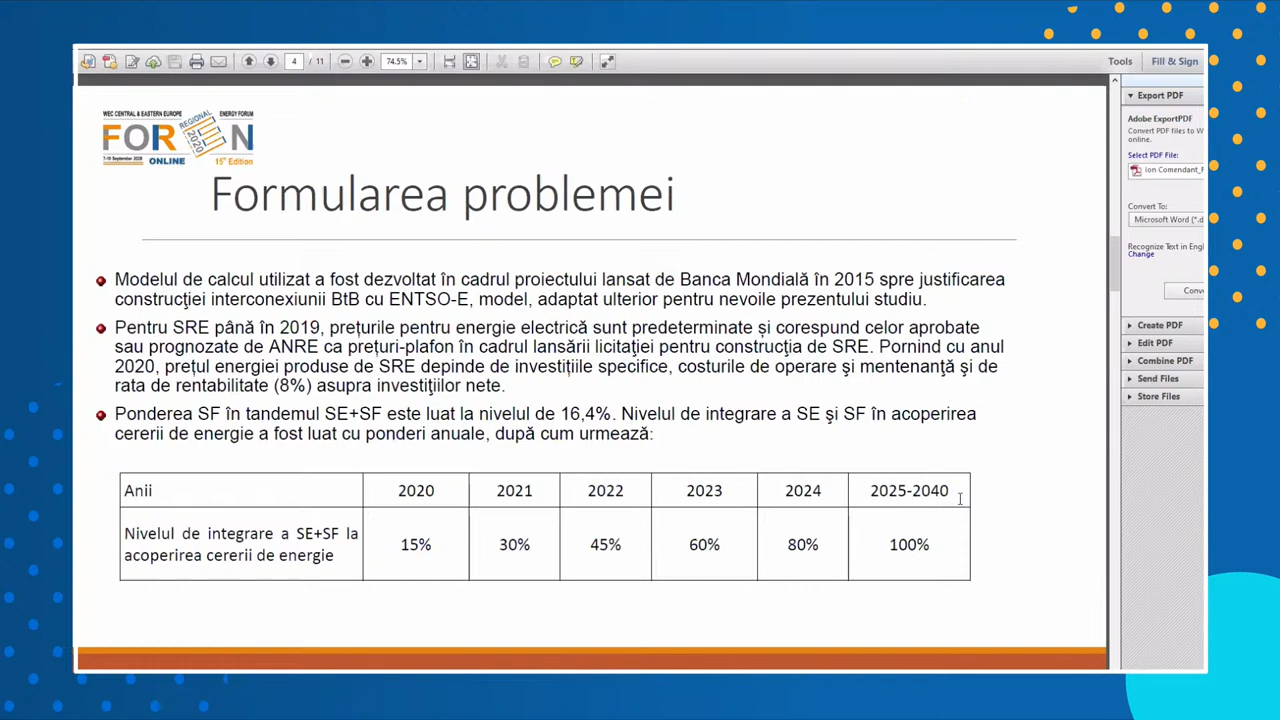 4 / 11
74.5%
Tools
Fill & Sign
Export PDF
Adobe ExportPDF
Convert PDF files to W
online.
Select PDF File:
Ion Comendant_F
Convert To:
Microsoft Word (*.d
Recognize Text in Engl
Change
Conv
Create PDF
Edit PDF
Combine PDF
Send Files
Store Files
WEC CENTRAL & EASTERN EUROPE REGIONAL ENERGY FORUM
FOREN 2020
7-10 September 2020 ONLINE 15th Edition
Formularea problemei
Modelul de calcul utilizat a fost dezvoltat în cadrul proiectului lansat de Banca Mondială în 2015 spre justificarea
construcţiei interconexiunii BtB cu ENTSO-E, model, adaptat ulterior pentru nevoile prezentului studiu.
Pentru SRE până în 2019, prețurile pentru energie electrică sunt predeterminate și corespund celor aprobate
sau prognozate de ANRE ca prețuri-plafon în cadrul lansării licitaţiei pentru construcţia de SRE. Pornind cu anul
2020, prețul energiei produse de SRE depinde de investițiile specifice, costurile de operare şi mentenanţă şi de
rata de rentabilitate (8%) asupra investiţiilor nete.
Ponderea SF în tandemul SE+SF este luat la nivelul de 16,4%. Nivelul de integrare a SE şi SF în acoperirea
cererii de energie a fost luat cu ponderi anuale, după cum urmează:
Anii 2020 2021 2022 2023 2024 2025-2040
Nivelul de integrare a SE+SF la
acoperirea cererii de energie
15% 30% 45% 60% 80% 100%